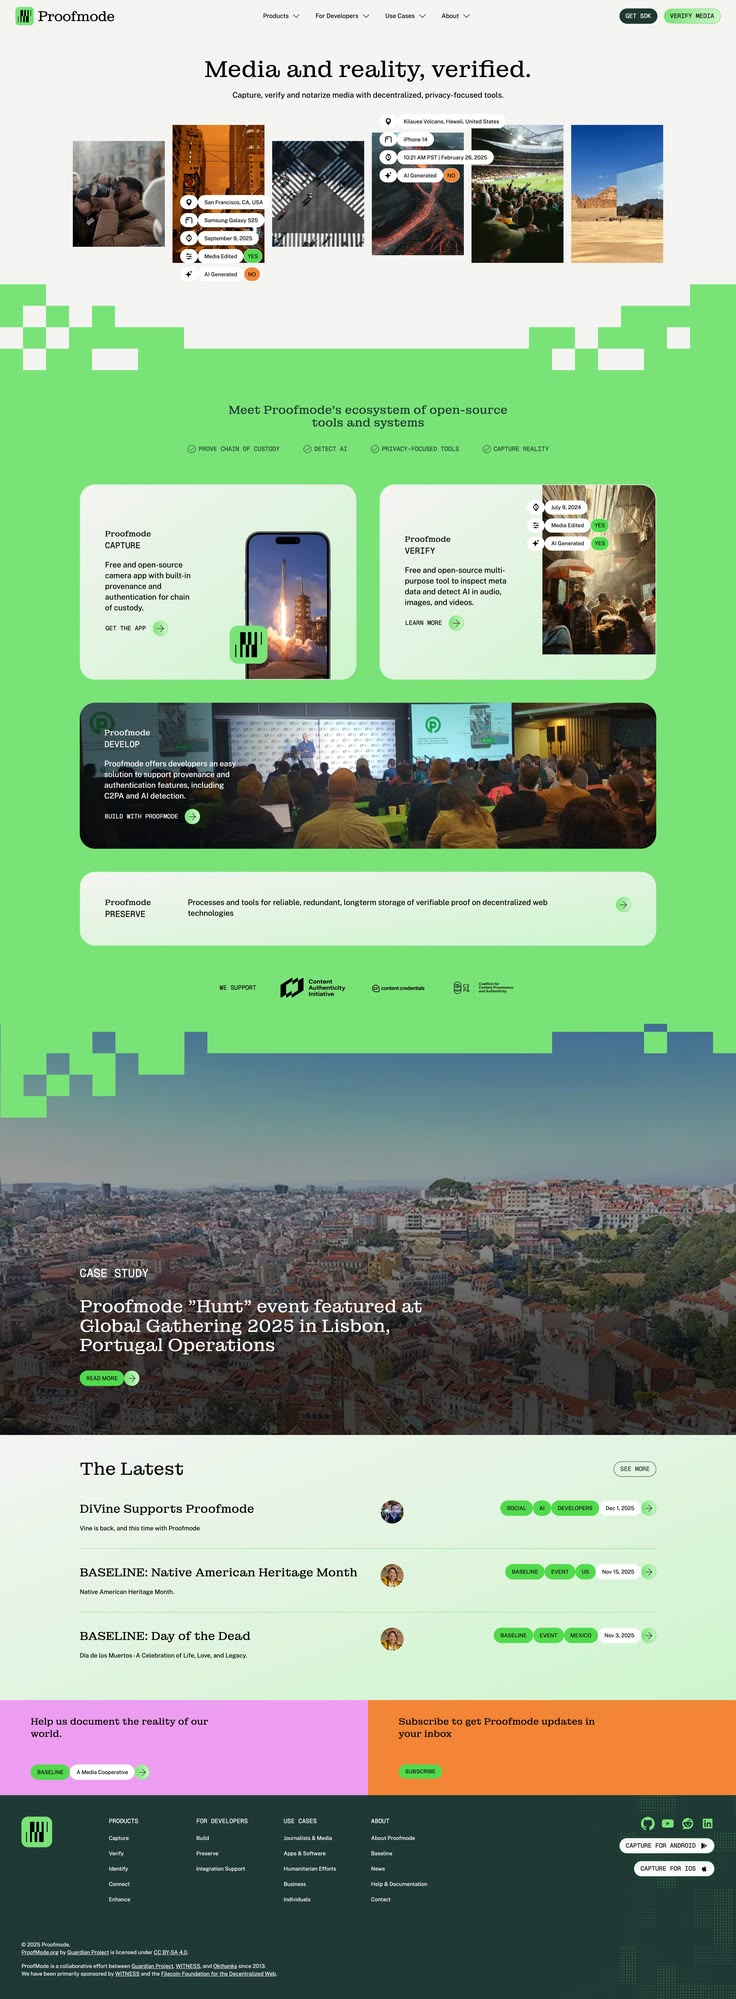 Proofmode
Products
For Developers
Use Cases
About
GET SDK
VERIFY MEDIA
Media and reality, verified.
Capture, verify and notarize media with decentralized, privacy-focused tools.
San Francisco, CA, USA
Samsung Galaxy S25
September 9, 2025
Media Edited YES
AI Generated NO
Kilauea Volcano, Hawaii, United States
iPhone 14
10:21 AM PST | February 26, 2025
AI Generated NO
Meet Proofmode's ecosystem of open-source
tools and systems
PROVE CHAIN OF CUSTODY
DETECT AI
PRIVACY-FOCUSED TOOLS
CAPTURE REALITY
Proofmode
CAPTURE
Free and open-source
camera app with built-in
provenance and
authentication for chain
of custody.
GET THE APP
Proofmode
VERIFY
Free and open-source multi-
purpose tool to inspect meta
data and detect AI in audio,
images, and videos.
LEARN MORE
July 9, 2024
Media Edited YES
AI Generated YES
Proofmode
DEVELOP
Proofmode offers developers an easy
solution to support provenance and
authentication features, including
C2PA and AI detection.
BUILD WITH PROOFMODE
Proofmode
PRESERVE
Processes and tools for reliable, redundant, longterm storage of verifiable proof on decentralized web
technologies
WE SUPPORT
Content
Authenticity
Initiative
cr content credentials
C2
PA
Coalition for
Content Provenance
and Authenticity
CASE STUDY
Proofmode "Hunt" event featured at
Global Gathering 2025 in Lisbon,
Portugal Operations
READ MORE
The Latest
SEE MORE
DiVine Supports Proofmode
Vine is back, and this time with Proofmode
SOCIAL AI DEVELOPERS Dec 1, 2025
BASELINE: Native American Heritage Month
Native American Heritage Month.
BASELINE EVENT US Nov 15, 2025
BASELINE: Day of the Dead
Día de los Muertos - A Celebration of Life, Love, and Legacy.
BASELINE EVENT MEXICO Nov 3, 2025
Help us document the reality of our
world.
BASELINE A Media Cooperative
Subscribe to get Proofmode updates in
your inbox
SUBSCRIBE
PRODUCTS
Capture
Verify
Identify
Connect
Enhance
FOR DEVELOPERS
Build
Preserve
Integration Support
USE CASES
Journalists & Media
Apps & Software
Humanitarian Efforts
Business
Individuals
ABOUT
About Proofmode
Baseline
News
Help & Documentation
Contact
CAPTURE FOR ANDROID
CAPTURE FOR IOS
© 2025 Proofmode.
ProofMode.org by Guardian Project is licensed under CC BY-SA 4.0.
ProofMode is a collaborative effort between Guardian Project, WITNESS, and Okthanks since 2013.
We have been primarily sponsored by WITNESS and the Filecoin Foundation for the Decentralized Web.